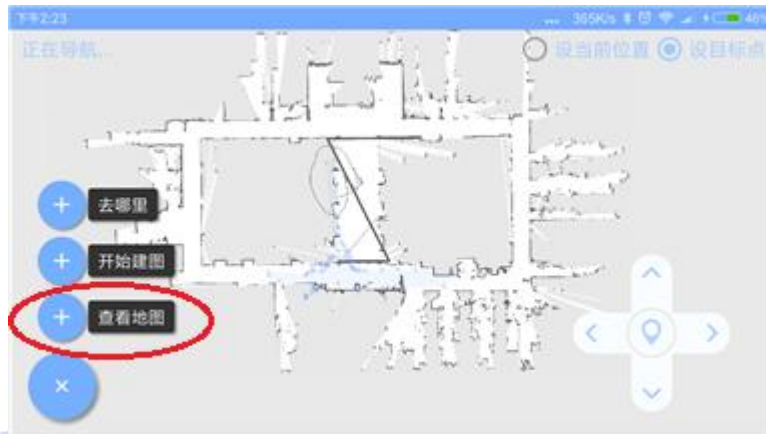 下午2:23
... 365K/s 46%
正在导航...
设当前位置 设目标点
去哪里
开始建图
查看地图